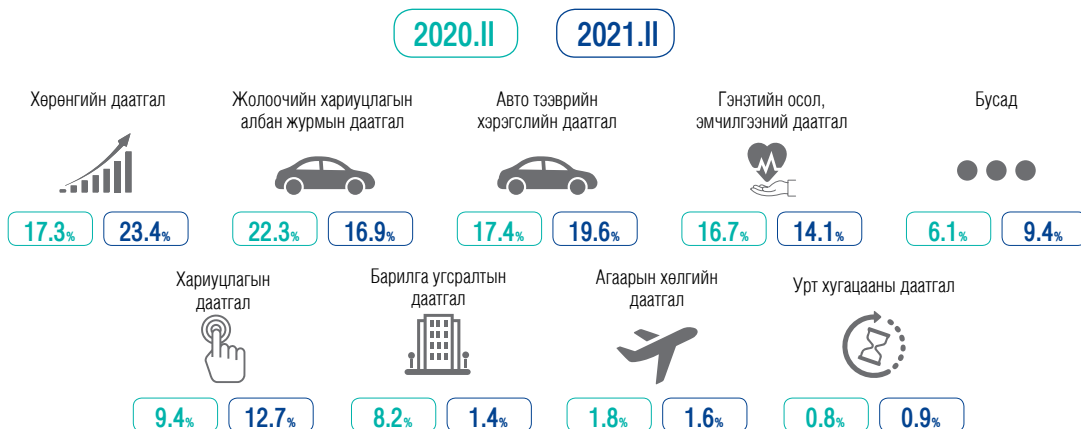 2020.II 2021.II
Хөрөнгийн даатгал
Жолоочийн хариуцлагын
албан журмын даатгал
Авто тээврийн
хэрэгслийн даатгал
Гэнэтийн осол,
эмчилгээний даатгал
Бусад
17.3% 23.4% 22.3% 16.9% 17.4% 19.6% 16.7% 14.1% 6.1% 9.4%
Хариуцлагын
даатгал
Барилга угсралтын
даатгал
Агаарын хөлгийн
даатгал
Урт хугацааны даатгал
9.4% 12.7% 8.2% 1.4% 1.8% 1.6% 0.8% 0.9%